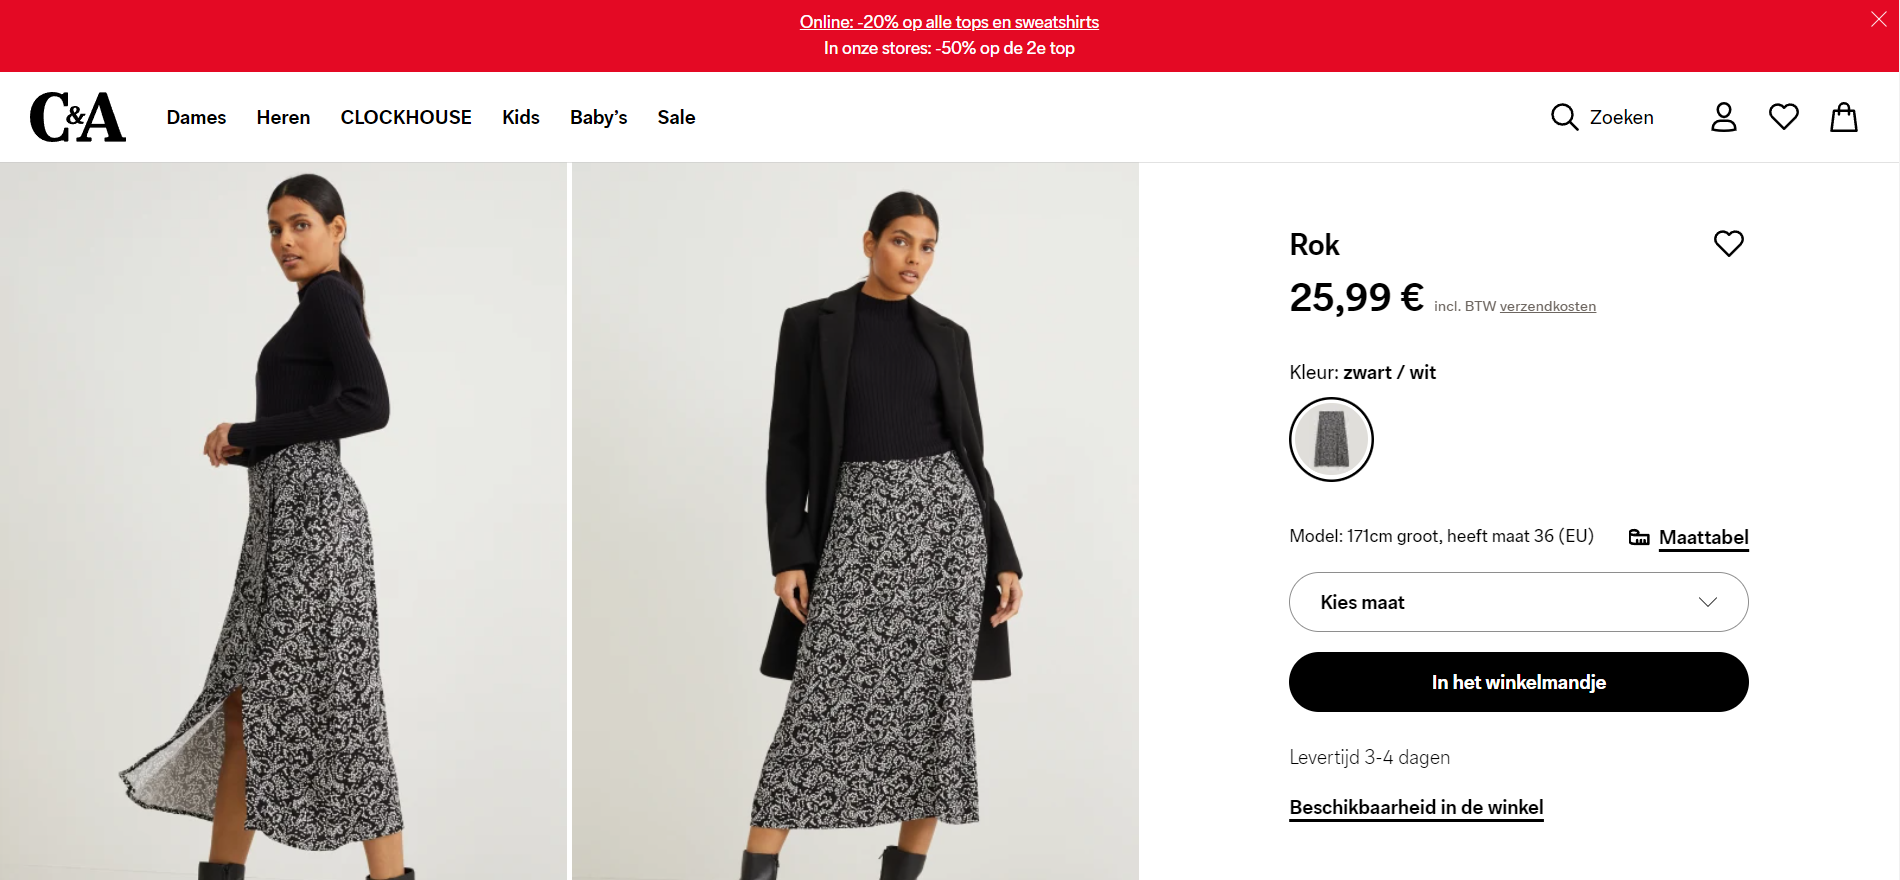 Online: -20% op alle tops en sweatshirts
In onze stores: -50% op de 2e top
C&A
Dames Heren CLOCKHOUSE Kids Baby’s Sale
Zoeken
Rok
25,99 € incl. BTW verzendkosten
Kleur: zwart / wit
Model: 171cm groot, heeft maat 36 (EU) Maattabel
Kies maat
In het winkelmandje
Levertijd 3-4 dagen
Beschikbaarheid in de winkel